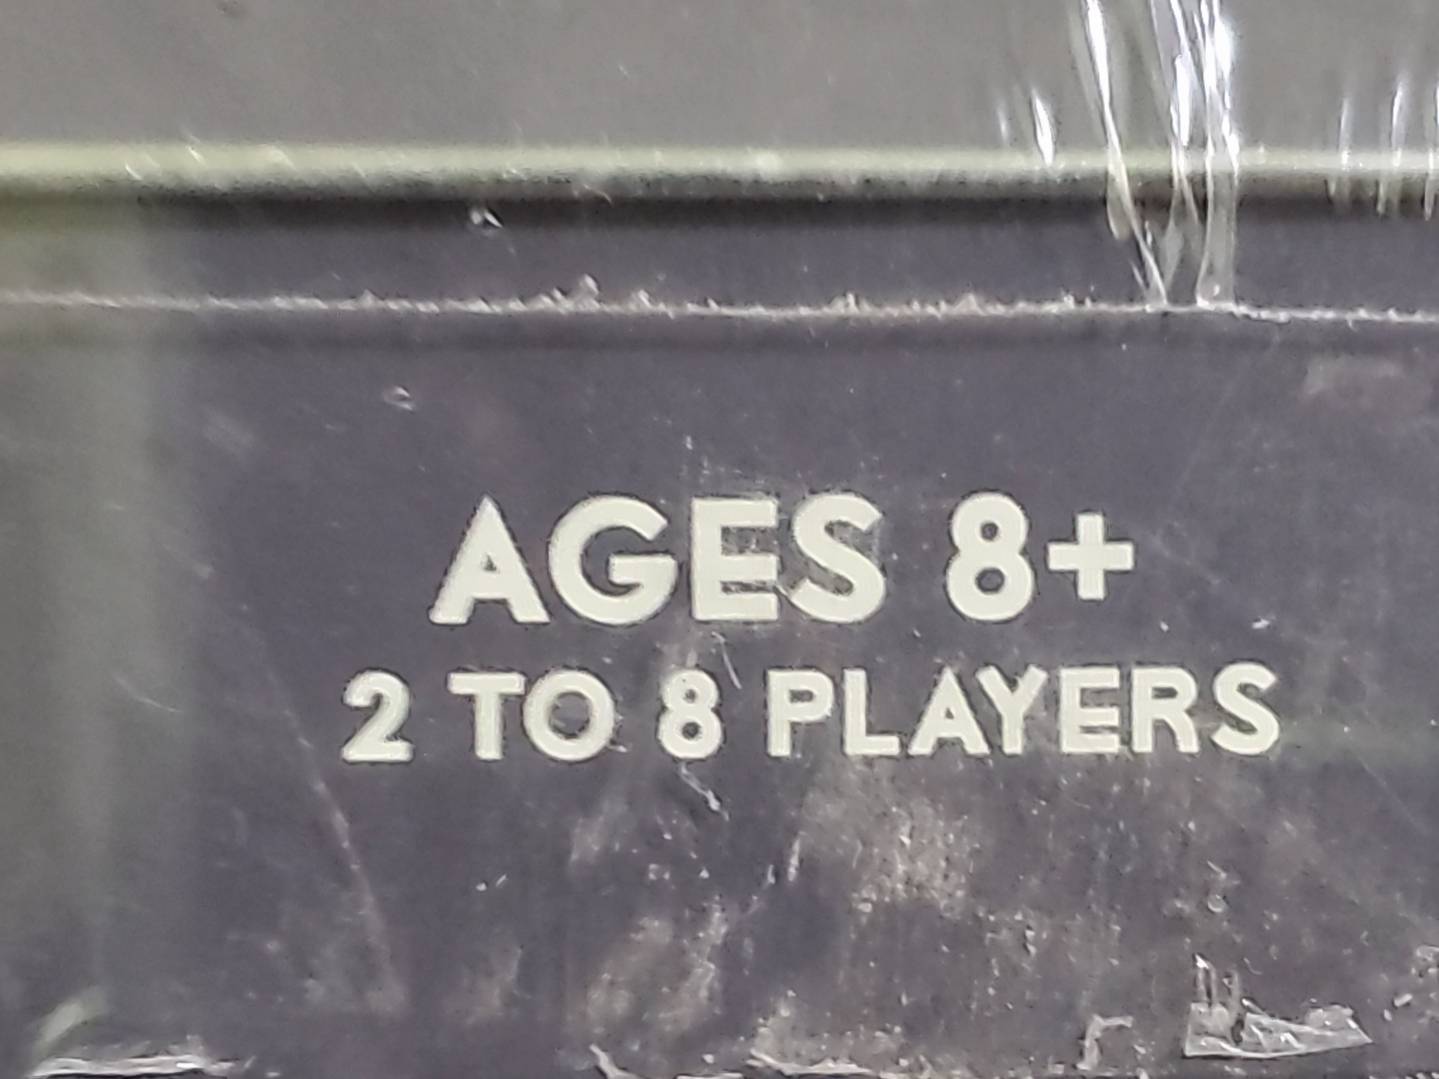 AGES 8+
2 TO 8 PLAYERS